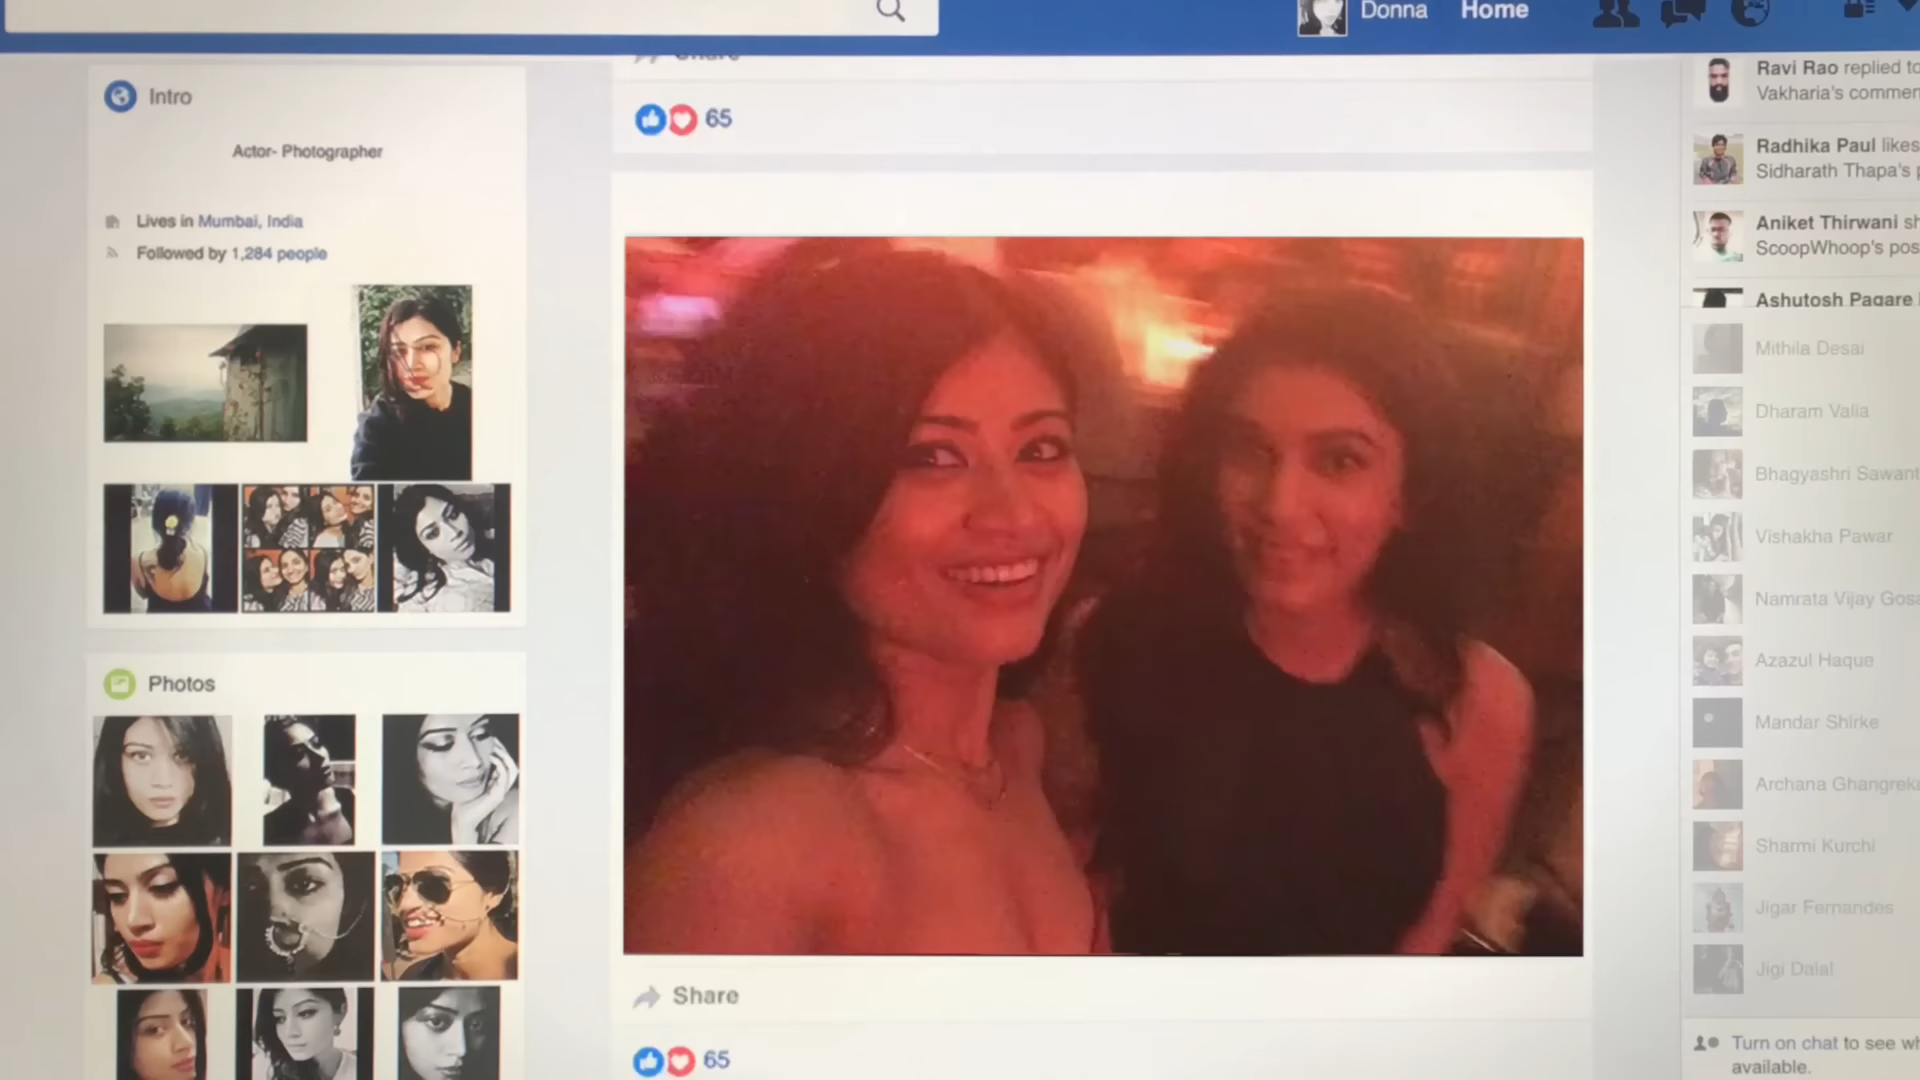 Donna
Home
Share
65
Intro
Actor- Photographer
Lives in Mumbai, India
Followed by 1,284 people
Photos
Share
65
Ravi Rao replied to
Vakharia's commen
Radhika Paul likes
Sidharath Thapa's p
Aniket Thirwani sh
ScoopWhoop's pos
Ashutosh Pagare
Mithila Desai
Dharam Valia
Bhagyashri Sawant
Vishakha Pawar
Namrata Vijay Gosa
Azazul Haque
Mandar Shirke
Archana Ghangreka
Sharmi Kurchi
Jigar Fernandes
Jigi Dalal
Turn on chat to see wh
available.